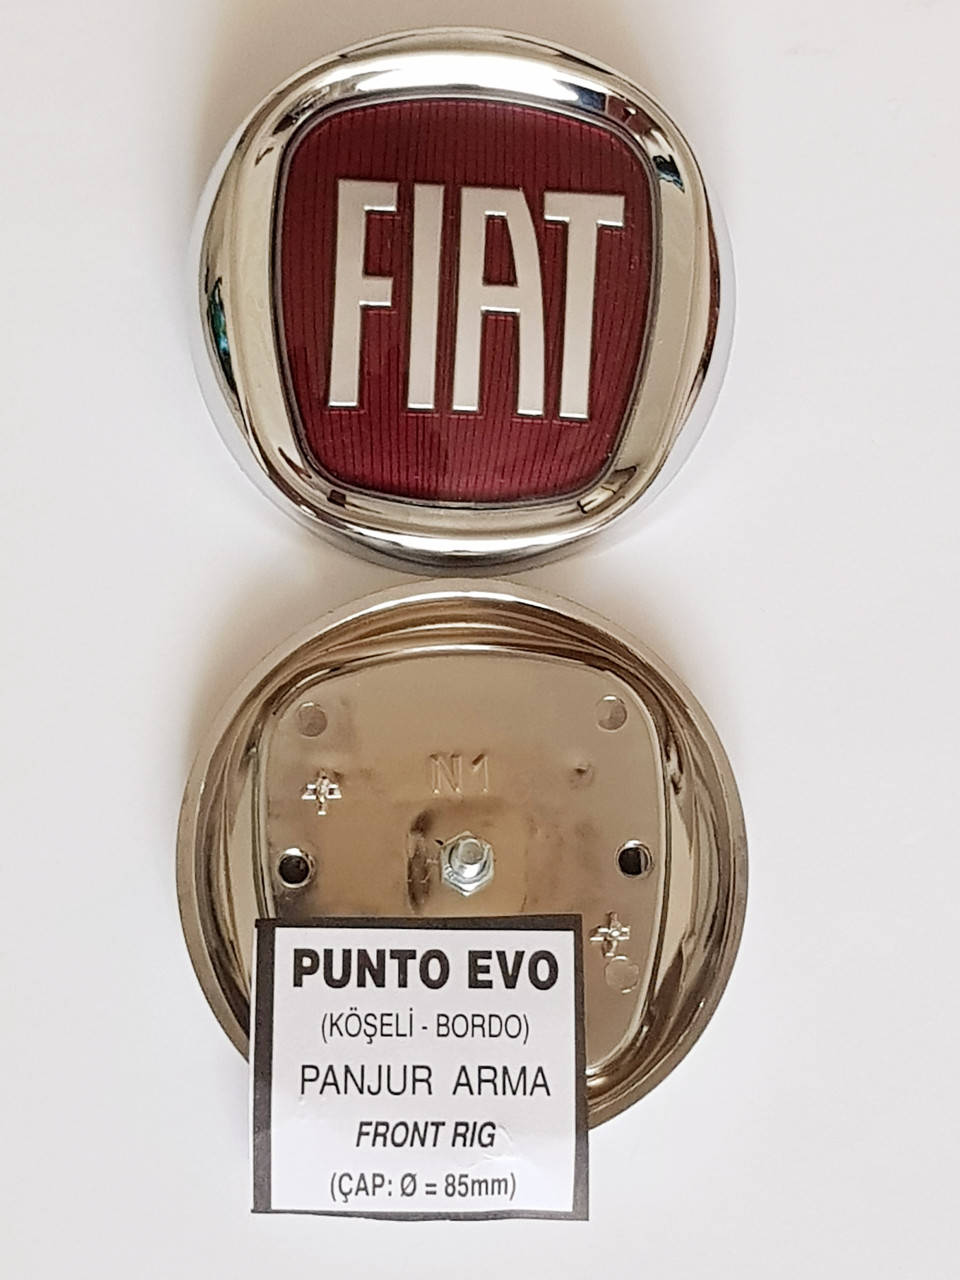 FIAT
N1
PUNTO EVO
(KÖŞELİ - BORDO)
PANJUR ARMA
FRONT RIG
(ÇAP: Ø = 85mm)